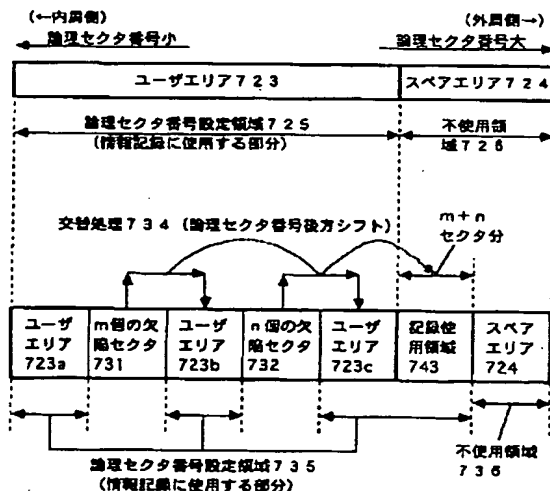 (←内周側)
論理セクタ番号小
(外周側→)
論理セクタ番号大
ユーザエリア723
スペアエリア724
論理セクタ番号設定領域725
(情報記録に使用する部分)
不使用領
域726
交替処理734(論理セクタ番号後方シフト)
m+n
セクタ分
ユーザ
エリア
723a
m個の欠
陥セクタ
731
ユーザ
エリア
723b
n個の欠
陥セクタ
732
ユーザ
エリア
723c
記録使
用領域
743
スペア
エリア
724
論理セクタ番号設定領域735
(情報記録に使用する部分)
不使用領域
736